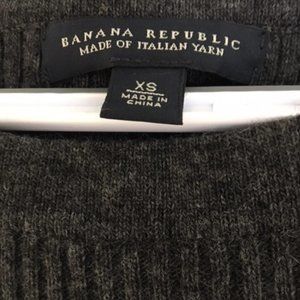 BANANA REPUBLIC
MADE OF ITALIAN YARN
XS
MADE IN
CHINA